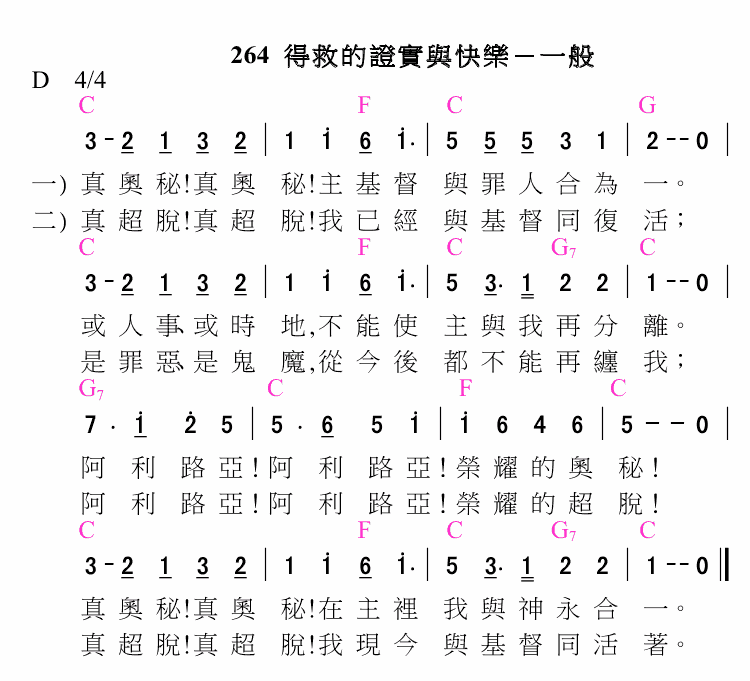 264 得救的證實與快樂－一般
D 4/4
C F C G
3 - 2 1 3 2 | 1 i 6 i· | 5 5 5 3 1 | 2 - - 0 |
一) 真奧秘!真奧秘!主基督與罪人合為一。
二) 真超脫!真超脫!我已經與基督同復活；
C F C G7 C
3 - 2 1 3 2 | 1 i 6 i· | 5 3· 1 2 2 | 1 - - 0 |
或人事、或時地,不能使主與我再分離。
是罪惡、是鬼魔,從今後都不能再纏我；
G7 C F C
7 · i 2̇ 5 | 5 · 6 5 i | i 6 4 6 | 5 - - 0 |
阿利路亞!阿利路亞!榮耀的奧秘!
阿利路亞!阿利路亞!榮耀的超脫!
C F C G7 C
3 - 2 1 3 2 | 1 i 6 i· | 5 3· 1 2 2 | 1 - - 0 ||
真奧秘!真奧秘!在主裡我與神永合一。
真超脫!真超脫!我現今與基督同活著。